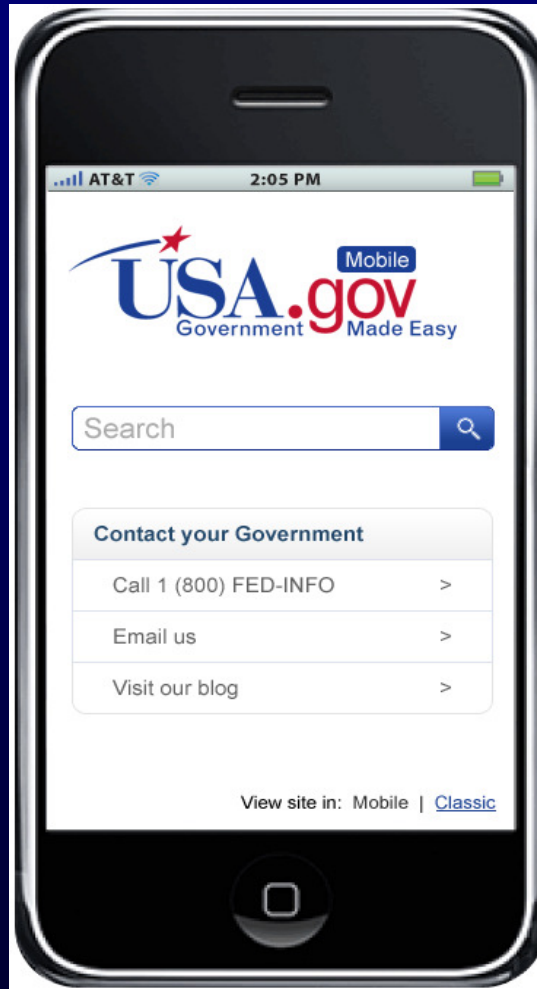 AT&T 2:05 PM
Mobile
USA.gov
Government Made Easy
Search
Contact your Government
Call 1 (800) FED-INFO >
Email us >
Visit our blog >
View site in: Mobile | Classic